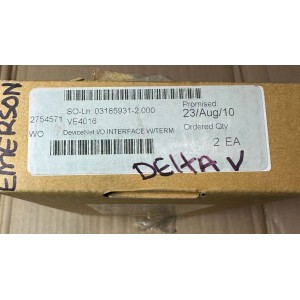 EMERSON
2754571
WO
SO-Ln: 03185931-2.000
VE4016
DeviceNet I/O INTERFACE W/TERM
Promised:
23/Aug/10
Ordered Qty
2 EA
DELTA V